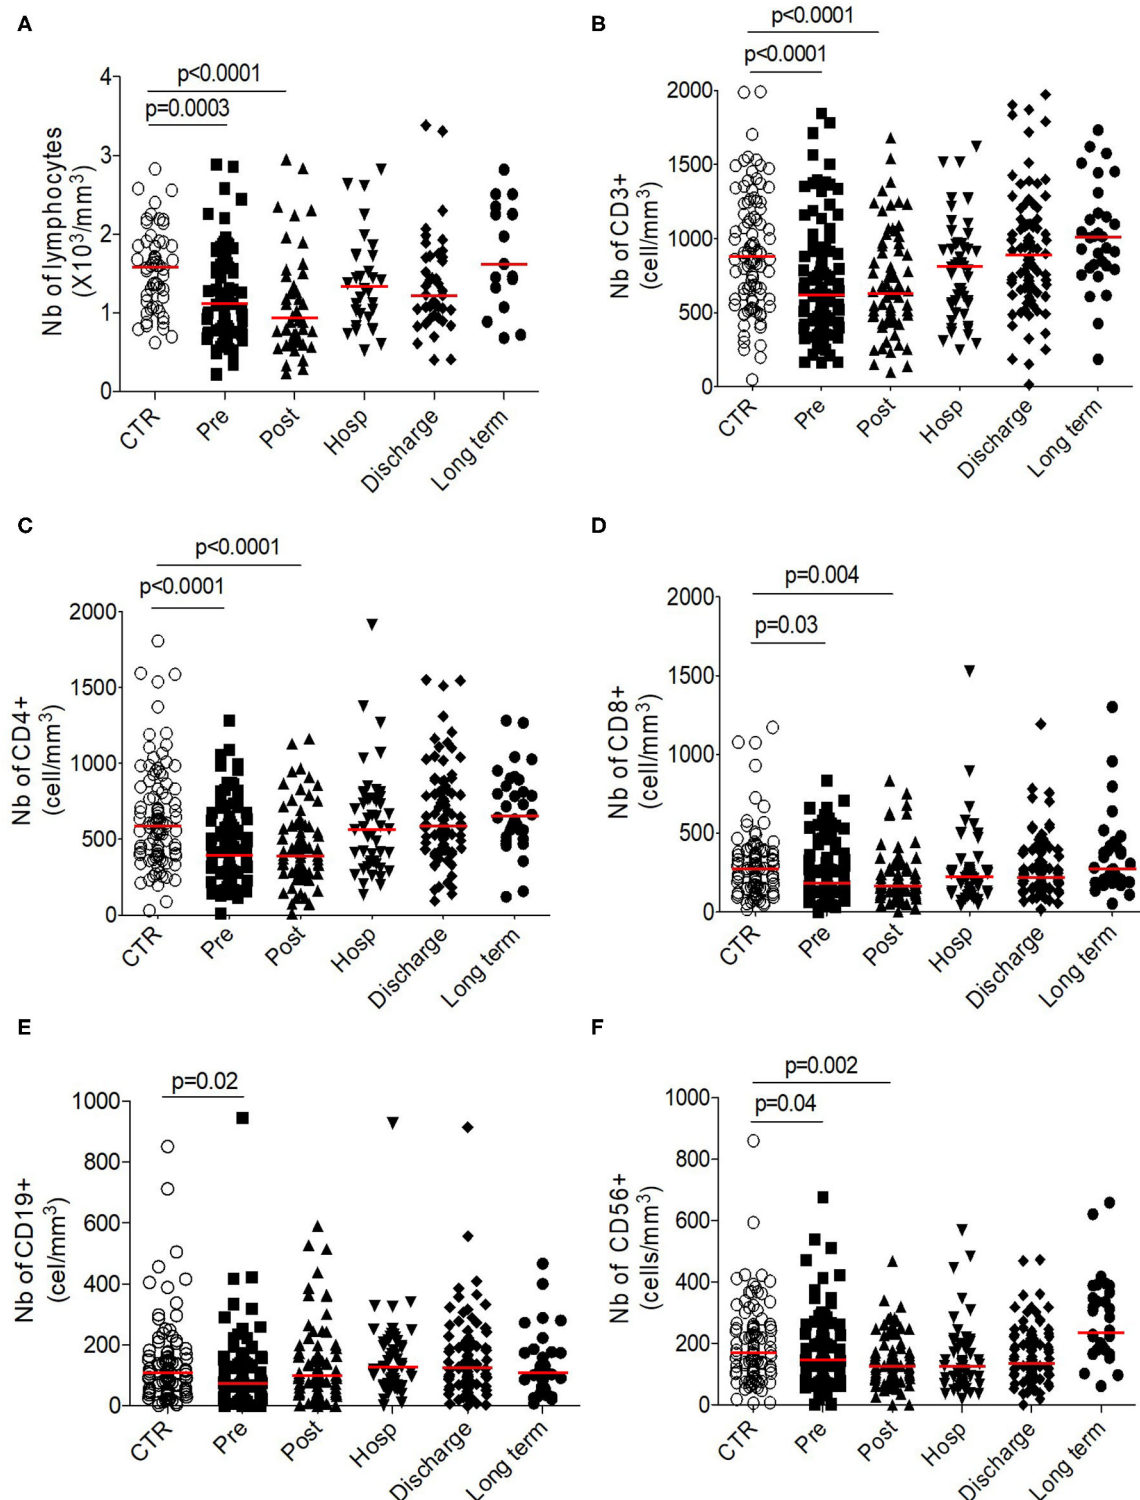 A
p<0.0001
p=0.0003
4
3
2
1
0
Nb of lymphocytes
(X10³/mm³)
CTR
Pre
Post
Hosp
Discharge
Long term
B
p<0.0001
p<0.0001
2000
1500
1000
500
0
Nb of CD3+
(cell/mm³)
CTR
Pre
Post
Hosp
Discharge
Long term
C
p<0.0001
p<0.0001
2000
1500
1000
500
0
Nb of CD4+
(cell/mm³)
CTR
Pre
Post
Hosp
Discharge
Long term
D
p=0.004
p=0.03
2000
1500
1000
500
0
Nb of CD8+
(cell/mm³)
CTR
Pre
Post
Hosp
Discharge
Long term
E
p=0.02
1000
800
600
400
200
0
Nb of CD19+
(cel/mm³)
CTR
Pre
Post
Hosp
Discharge
Long term
F
p=0.002
p=0.04
1000
800
600
400
200
0
Nb of CD56+
(cells/mm³)
CTR
Pre
Post
Hosp
Discharge
Long term